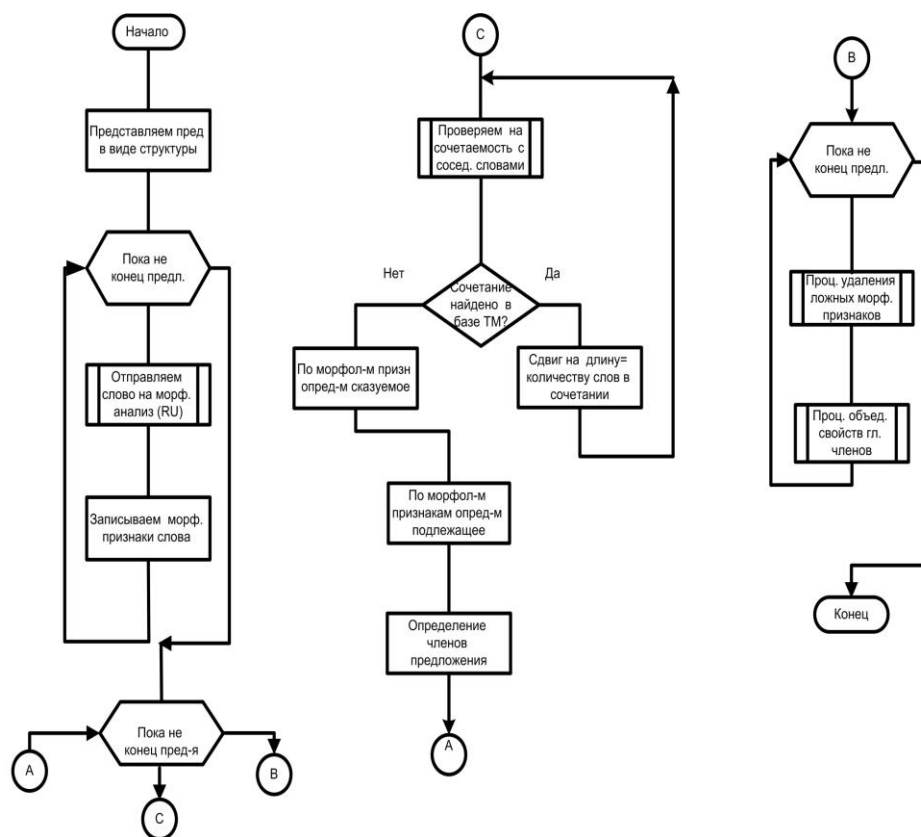 Начало
Представляем пред
в виде структуры
Пока не
конец предл.
Отправляем
слово на морф.
анализ (RU)
Записываем морф.
признаки слова
Пока не
конец пред-я
A
B
C
C
Проверяем на
сочетаемость с
сосед. словами
Нет
Да
Сочетание
найдено в
базе ТМ?
По морфол-м призн
опред-м сказуемое
Сдвиг на длину=
количеству слов в
сочетании
По морфол-м
признакам опред-м
подлежащее
Определение
членов
предложения
A
B
Пока не
конец предл.
Проц. удаления
ложных морф.
признаков
Проц. объед.
свойств гл.
членов
Конец